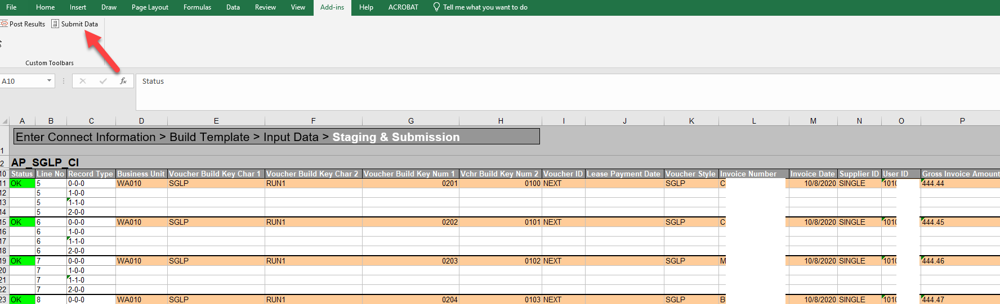 File Home Insert Draw Page Layout Formulas Data Review View Add-ins Help ACROBAT Tell me what you want to do
Post Results Submit Data
Custom Toolbars
A10 fx Status
A B C D E F G H I J K L M N O P
1 Enter Connect Information > Build Template > Input Data > Staging & Submission
2 AP_SGLP_CI
10 Status Line No Record Type Business Unit Voucher Build Key Char 1 Voucher Build Key Char 2 Voucher Build Key Num 1 Vchr Build Key Num 2 Voucher ID Lease Payment Date Voucher Style Invoice Number Invoice Date Supplier ID User ID Gross Invoice Amount
11 OK 5 0-0-0 WA010 SGLP RUN1 0201 0100 NEXT SGLP C 10/8/2020 SINGLE 101 444.44
12 5 1-0-0
13 5 1-1-0
14 5 2-0-0
15 OK 6 0-0-0 WA010 SGLP RUN1 0202 0101 NEXT SGLP C 10/8/2020 SINGLE 101 444.45
16 6 1-0-0
17 6 1-1-0
18 6 2-0-0
19 OK 7 0-0-0 WA010 SGLP RUN1 0203 0102 NEXT SGLP M 10/8/2020 SINGLE 101 444.46
20 7 1-0-0
21 7 1-1-0
22 7 2-0-0
23 OK 8 0-0-0 WA010 SGLP RUN1 0204 0103 NEXT SGLP B 10/8/2020 SINGLE 101 444.47